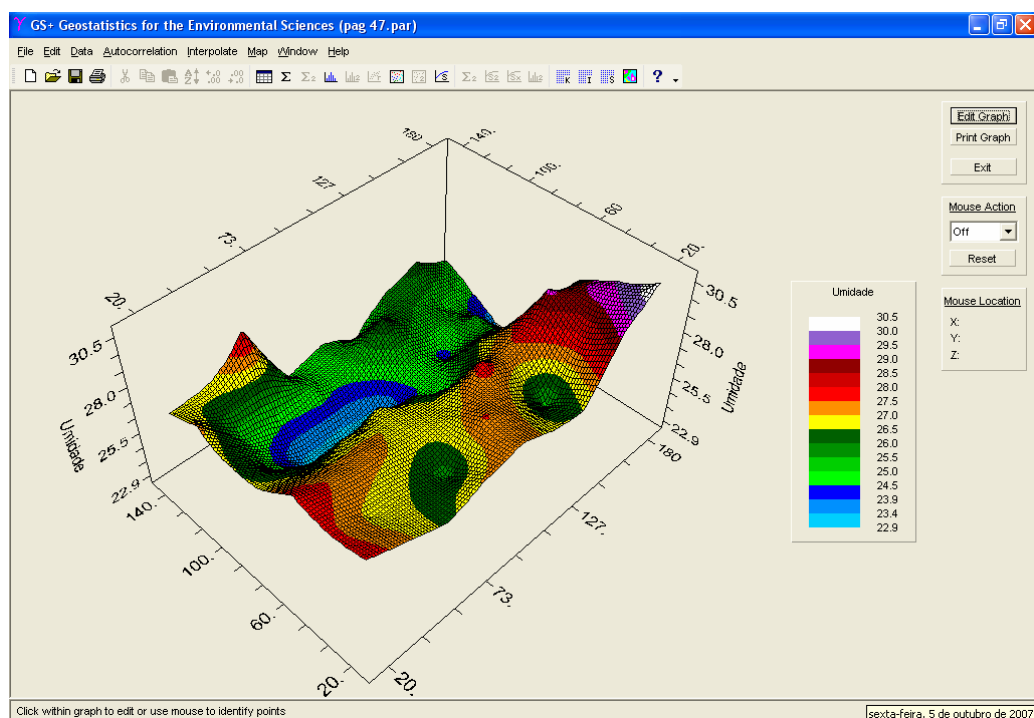 GS+ Geostatistics for the Environmental Sciences (pag 47.par)
File Edit Data Autocorrelation Interpolate Map Window Help
Edit Graph
Print Graph
Exit
Mouse Action
Off
Reset
Mouse Location
X:
Y:
Z:
180
127
73.
20.
140.
100.
60
20.
30.5
28.0
25.5
22.9
Umidade
30.5
28.0
25.5
22.9
Umidade
140.
100.
60.
20.
180
127.
73.
20.
Umidade
30.5
30.0
29.5
29.0
28.5
28.0
27.5
27.0
26.5
26.0
25.5
25.0
24.5
23.9
23.4
22.9
Click within graph to edit or use mouse to identify points
sexta-feira, 5 de outubro de 2007